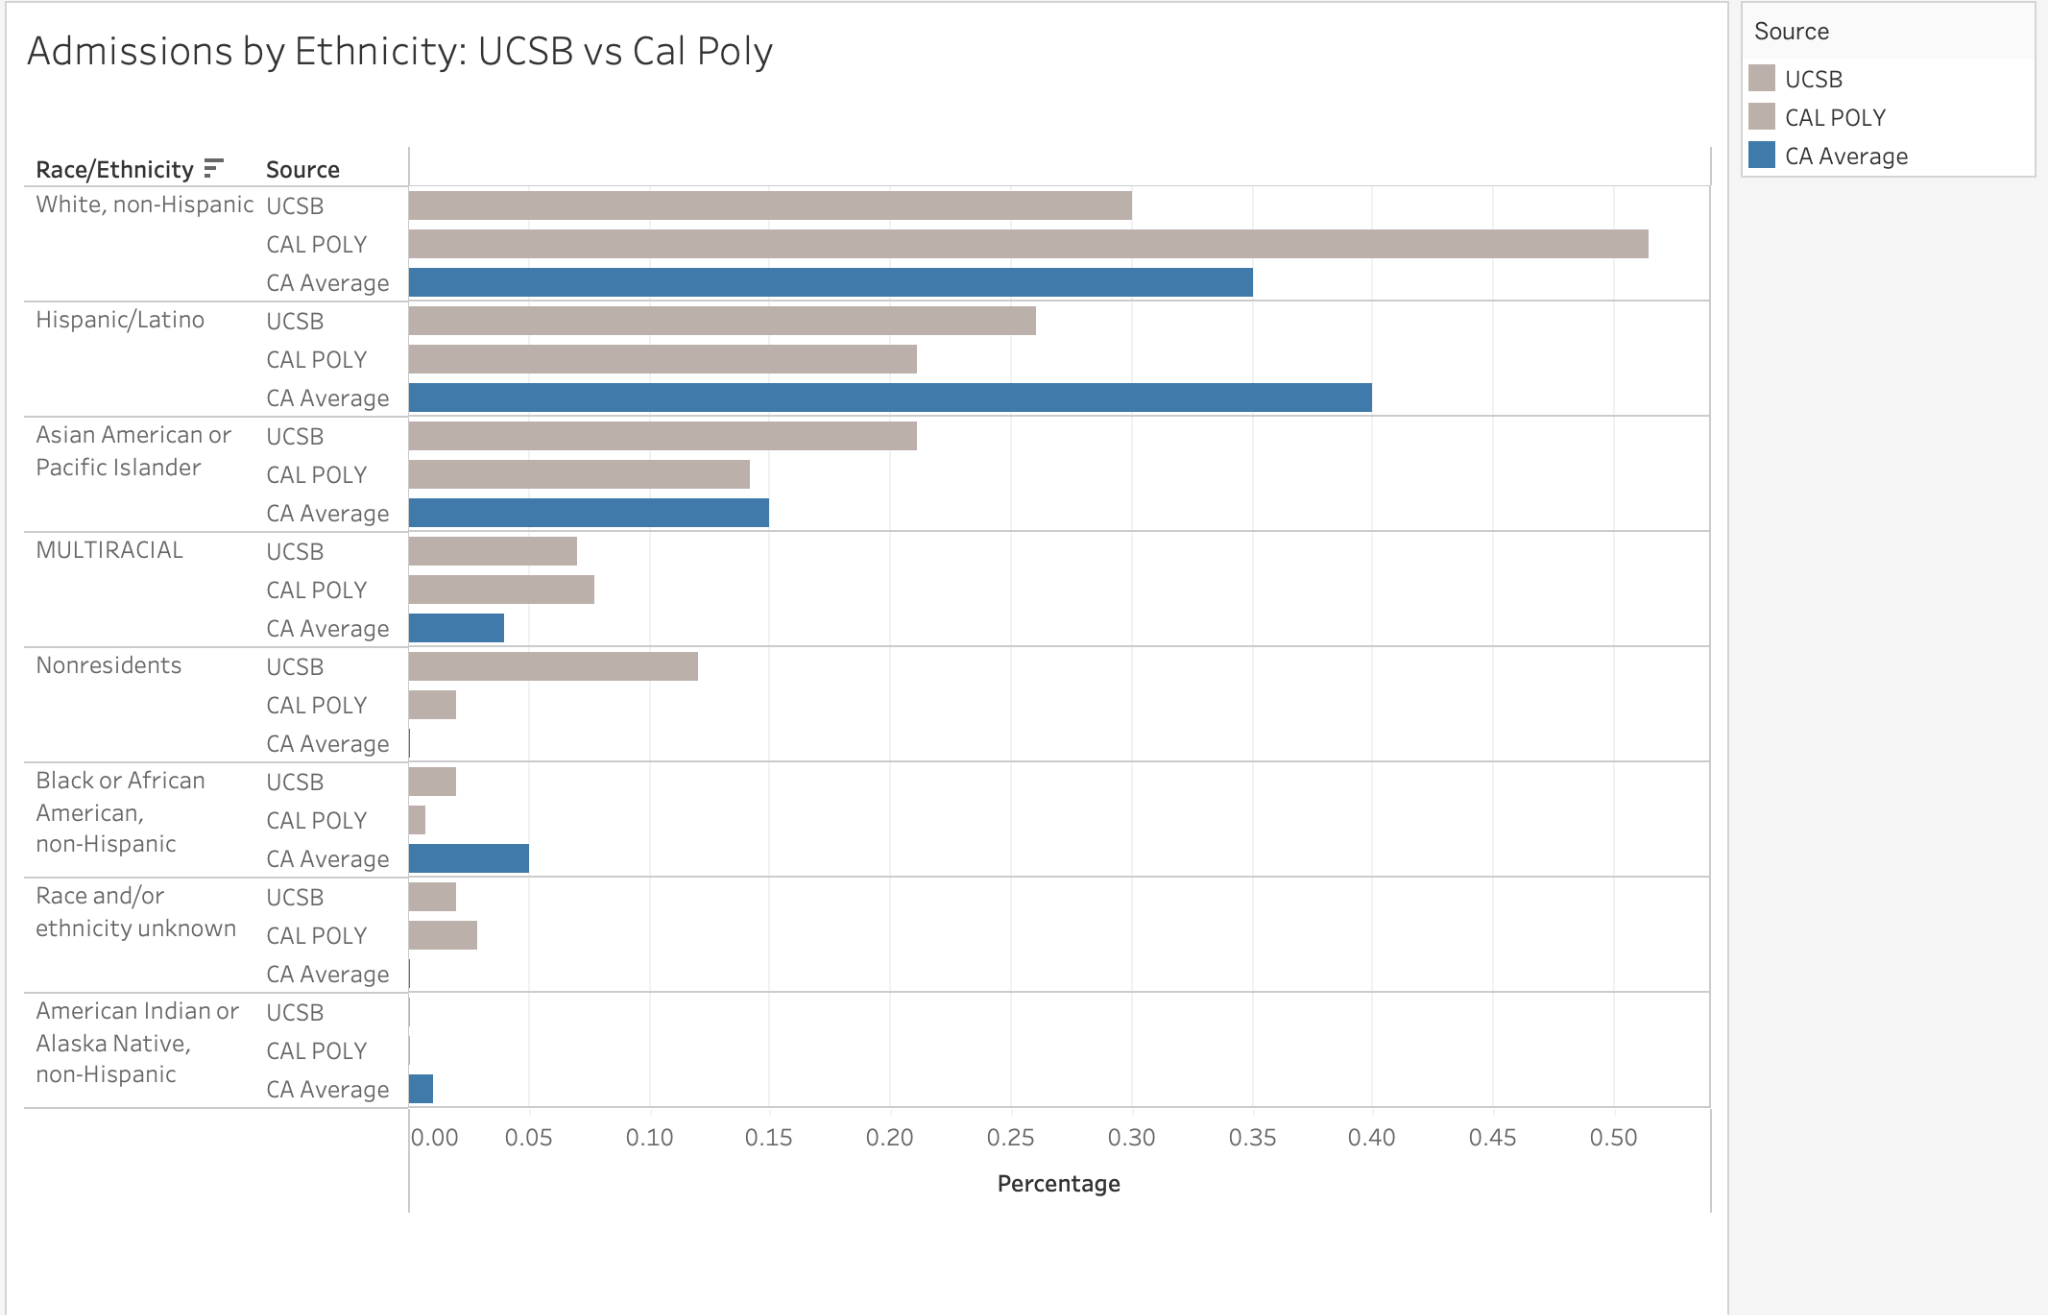 Admissions by Ethnicity: UCSB vs Cal Poly
Source
UCSB
CAL POLY
CA Average
Race/Ethnicity Source
White, non-Hispanic UCSB
CAL POLY
CA Average
Hispanic/Latino UCSB
CAL POLY
CA Average
Asian American or
Pacific Islander
UCSB
CAL POLY
CA Average
MULTIRACIAL UCSB
CAL POLY
CA Average
Nonresidents UCSB
CAL POLY
CA Average
Black or African
American,
non-Hispanic
UCSB
CAL POLY
CA Average
Race and/or
ethnicity unknown
UCSB
CAL POLY
CA Average
American Indian or
Alaska Native,
non-Hispanic
UCSB
CAL POLY
CA Average
0.00 0.05 0.10 0.15 0.20 0.25 0.30 0.35 0.40 0.45 0.50
Percentage